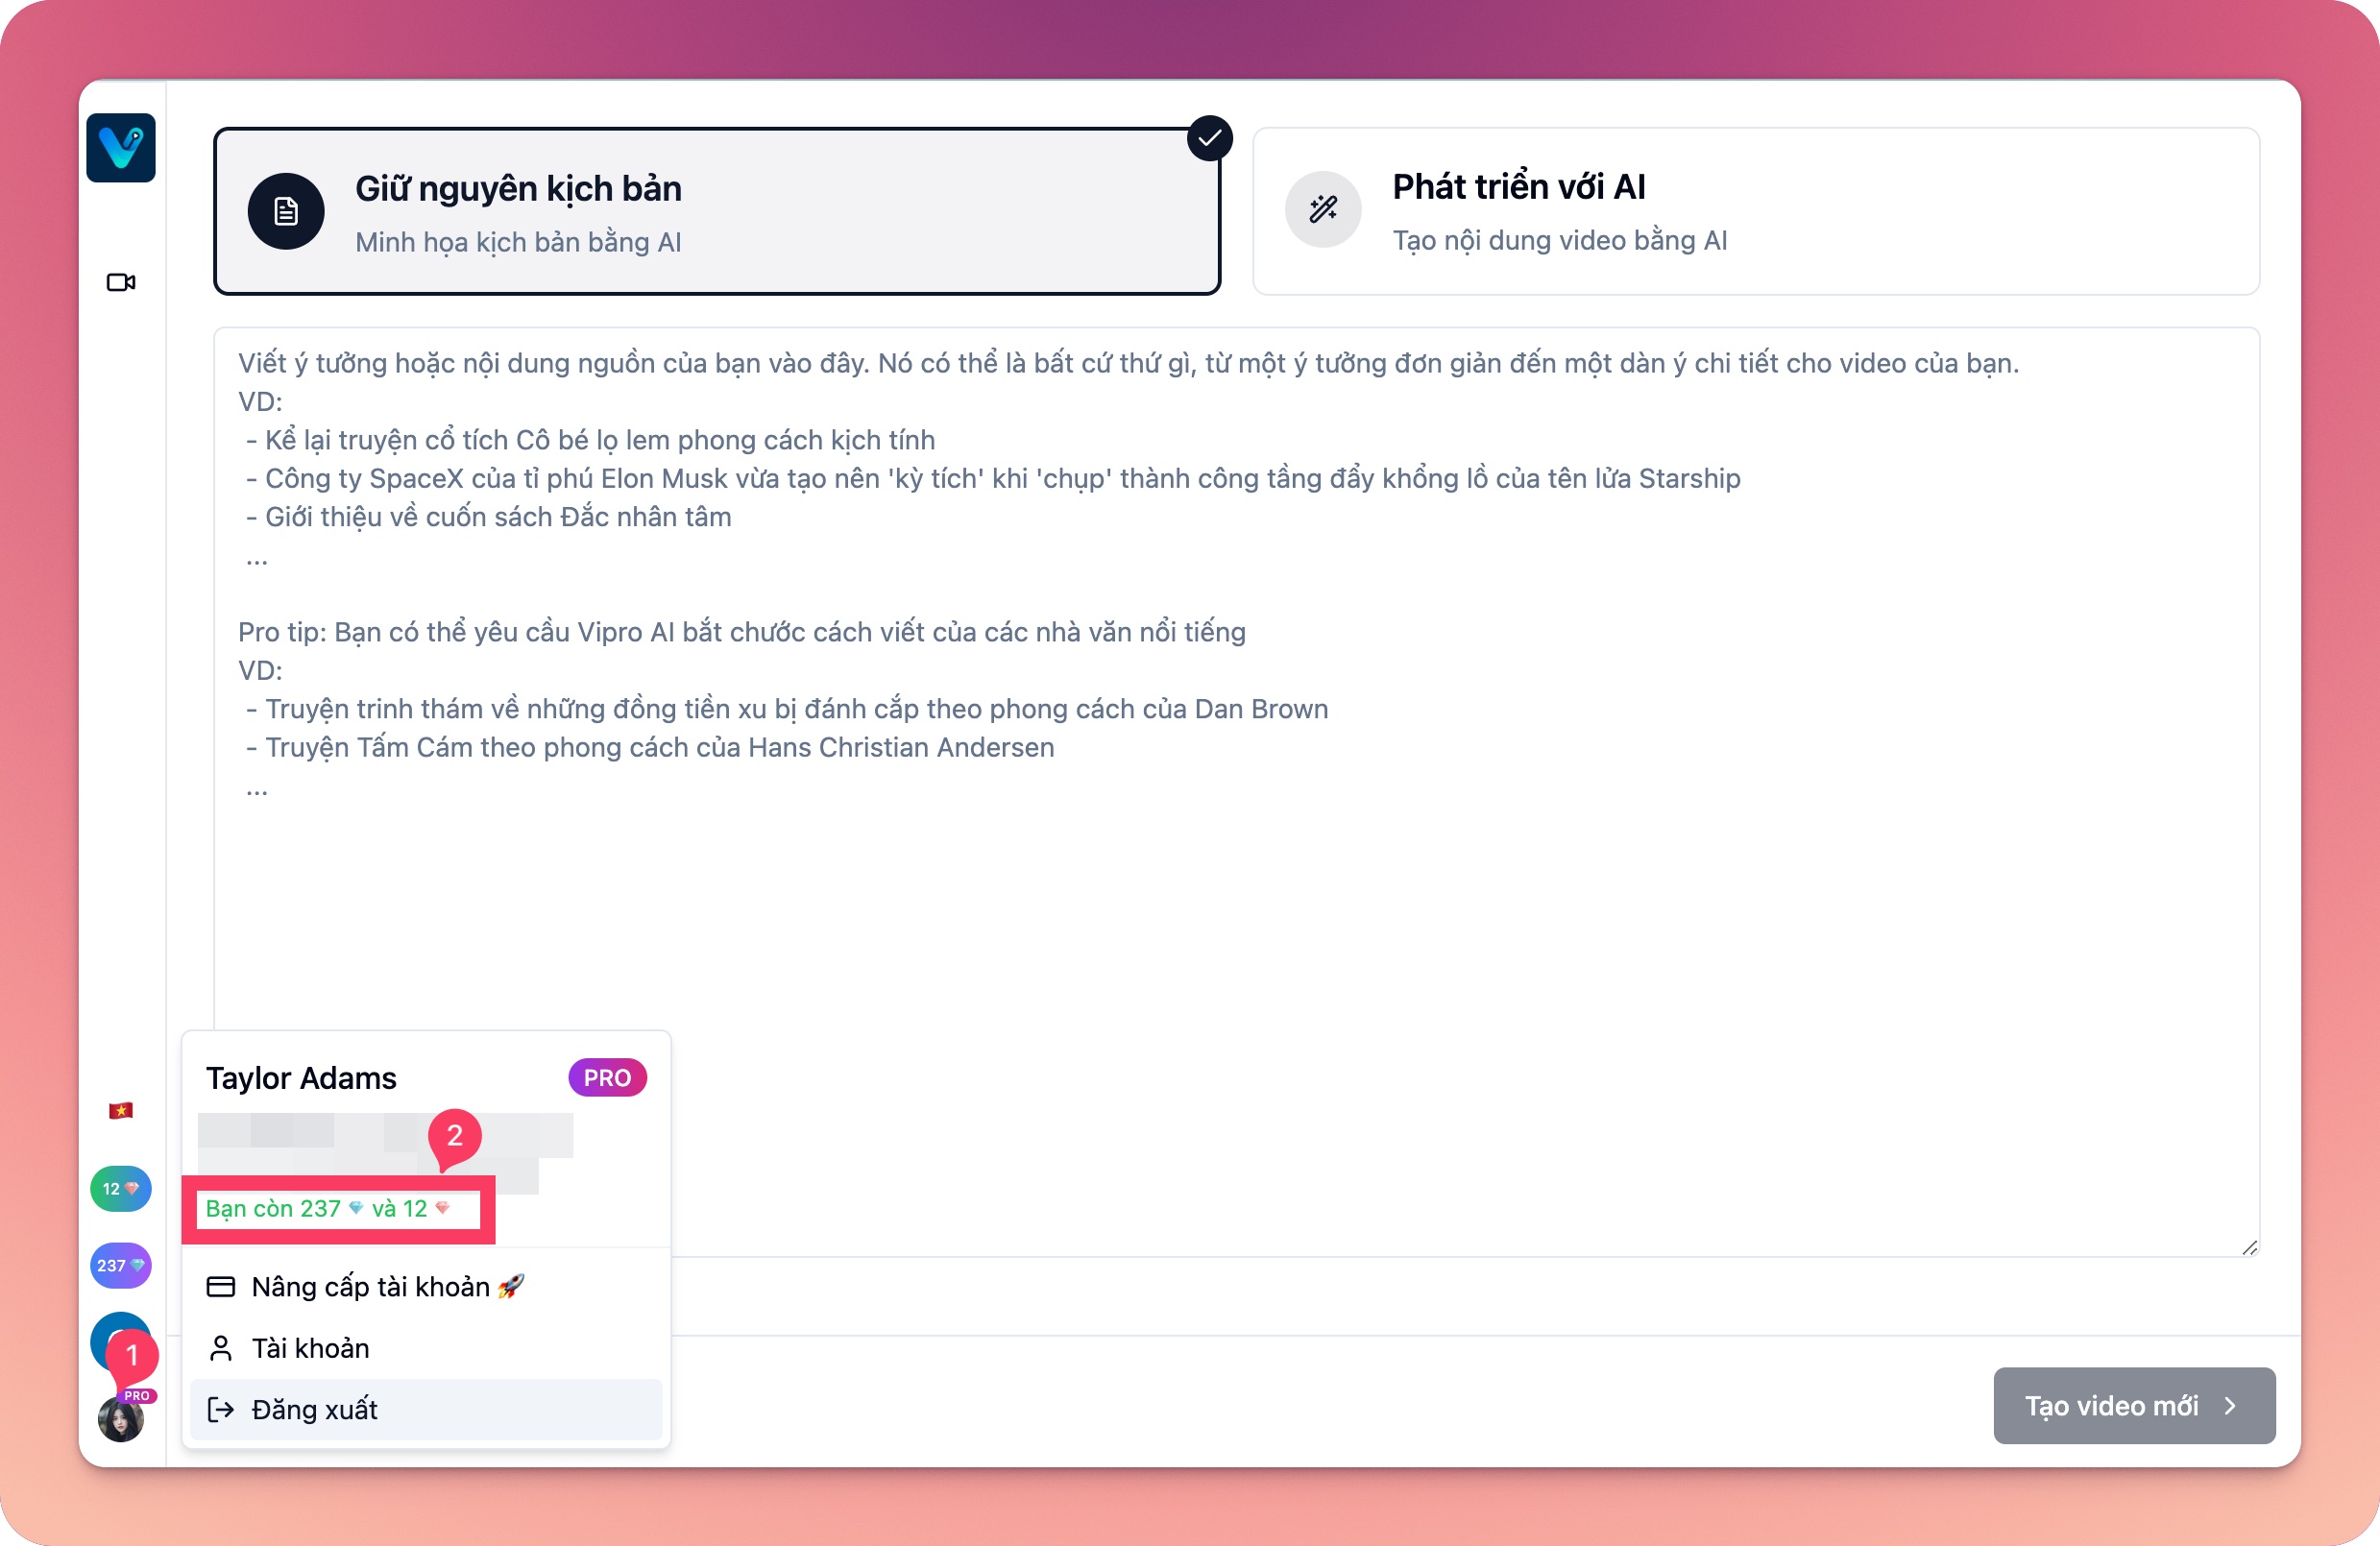 Giữ nguyên kịch bản
Minh họa kịch bản bằng AI
Phát triển với AI
Tạo nội dung video bằng AI
Viết ý tưởng hoặc nội dung nguồn của bạn vào đây. Nó có thể là bất cứ thứ gì, từ một ý tưởng đơn giản đến một dàn ý chi tiết cho video của bạn.
VD:
- Kể lại truyện cổ tích Cô bé lọ lem phong cách kịch tính
- Công ty SpaceX của tỉ phú Elon Musk vừa tạo nên 'kỳ tích' khi 'chụp' thành công tầng đẩy khổng lồ của tên lửa Starship
- Giới thiệu về cuốn sách Đắc nhân tâm
...
Pro tip: Bạn có thể yêu cầu Vipro AI bắt chước cách viết của các nhà văn nổi tiếng
VD:
- Truyện trinh thám về những đồng tiền xu bị đánh cắp theo phong cách của Dan Brown
- Truyện Tấm Cám theo phong cách của Hans Christian Andersen
...
Taylor Adams
PRO
2
Bạn còn 237 💎 và 12
Nâng cấp tài khoản 🚀
Tài khoản
Đăng xuất
12
237
1
PRO
Tạo video mới